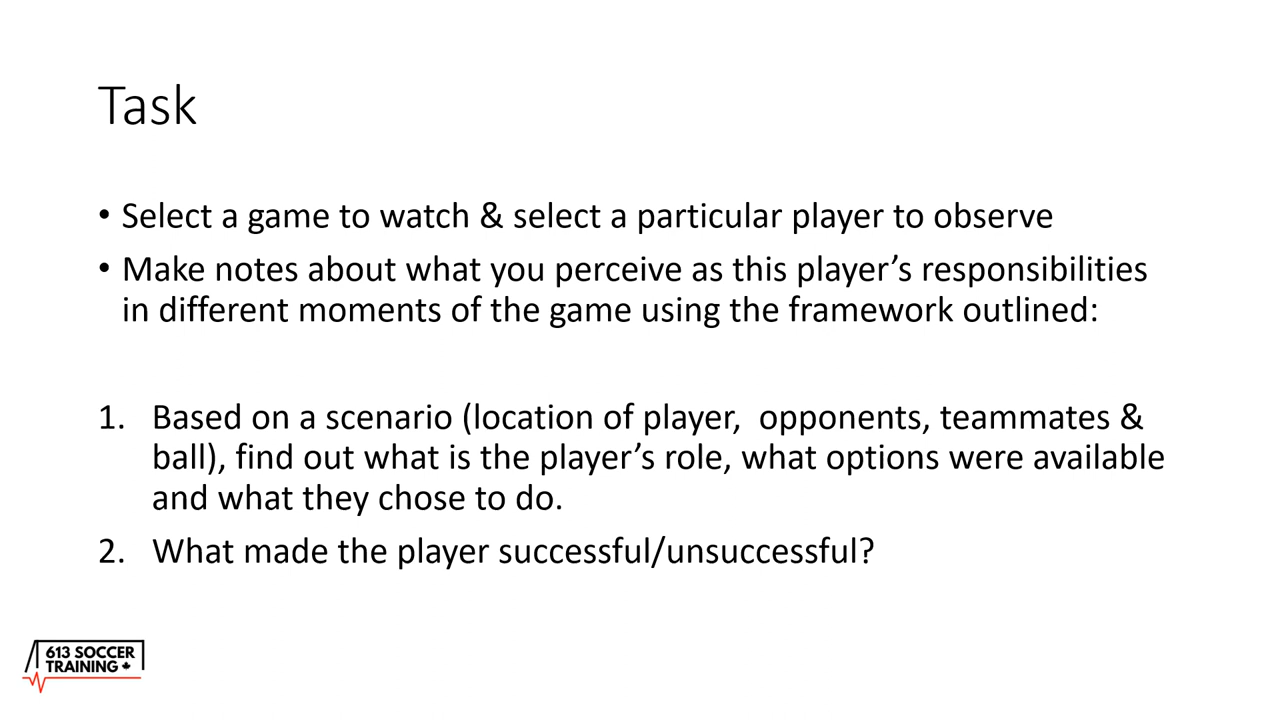 Task
• Select a game to watch & select a particular player to observe
• Make notes about what you perceive as this player’s responsibilities
in different moments of the game using the framework outlined:
1. Based on a scenario (location of player,  opponents, teammates &
ball), find out what is the player’s role, what options were available
and what they chose to do.
2. What made the player successful/unsuccessful?
613 SOCCER
TRAINING